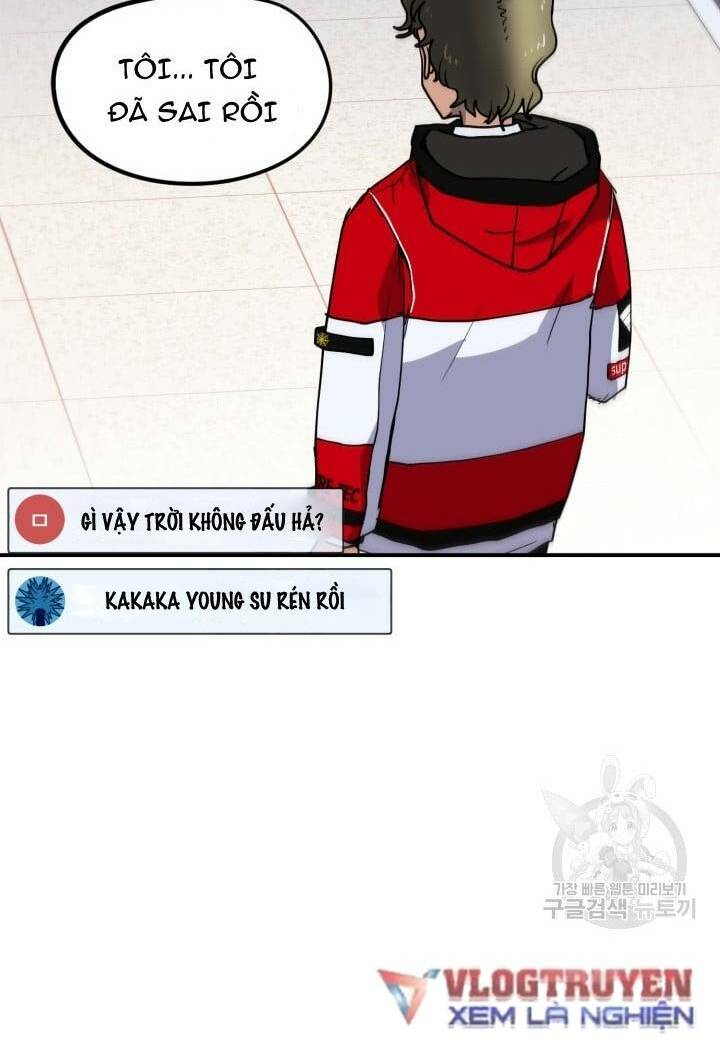 TÔI... TÔI
ĐÃ SAI RỒI
sup
RE TEC
GÌ VẬY TRỜI KHÔNG ĐẤU HẢ?
KAKAKA YOUNG SU RÉN RỒI
가장 빠른 웹툰 미리보기
구글검색 뉴토끼
VLOGTRUYEN
XEM LÀ NGHIỆN